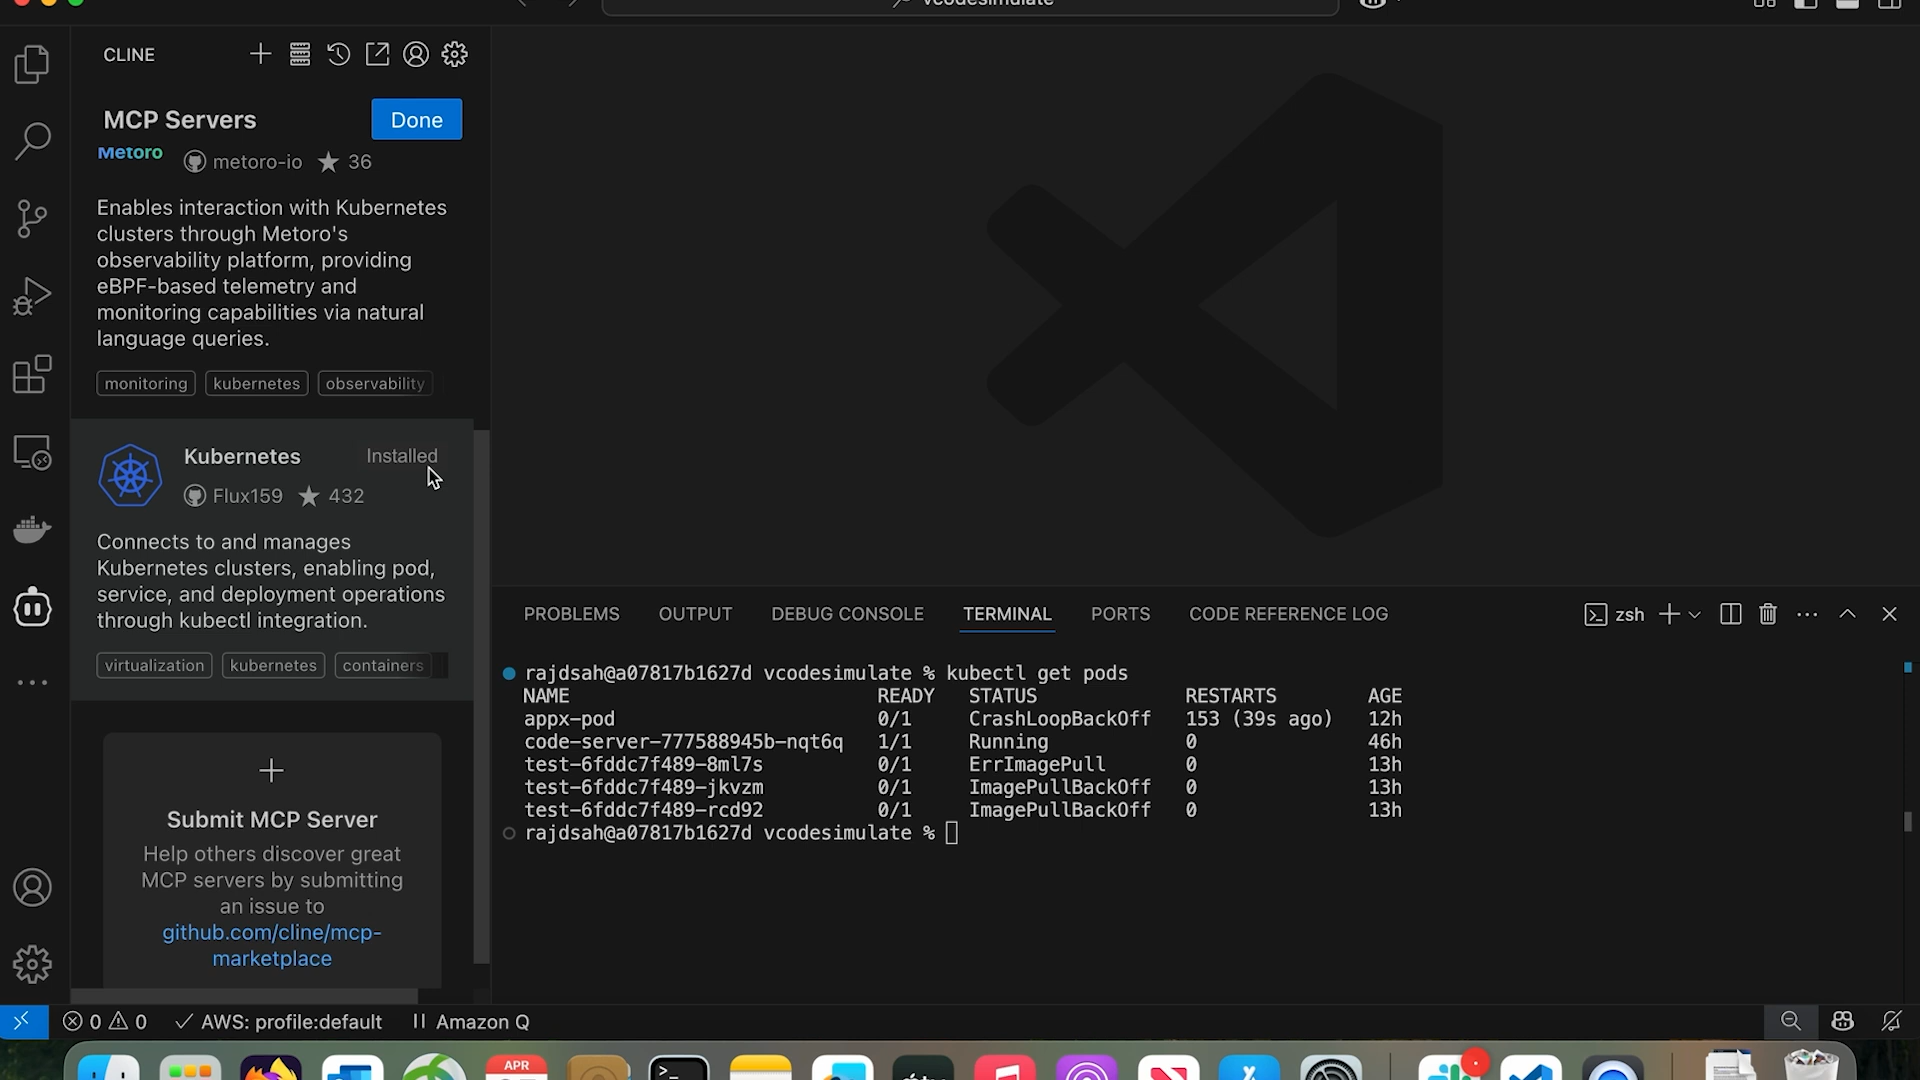 vcodesimulate
CLINE
MCP Servers
Done
Metoro
metoro-io ★ 36
Enables interaction with Kubernetes
clusters through Metoro's
observability platform, providing
eBPF-based telemetry and
monitoring capabilities via natural
language queries.
monitoring kubernetes observability
Kubernetes Installed
Flux159 ★ 432
Connects to and manages
Kubernetes clusters, enabling pod,
service, and deployment operations
through kubectl integration.
virtualization kubernetes containers
Submit MCP Server
Help others discover great
MCP servers by submitting
an issue to
github.com/cline/mcp-
marketplace
PROBLEMS OUTPUT DEBUG CONSOLE TERMINAL PORTS CODE REFERENCE LOG zsh
rajdsah@a07817b1627d vcodesimulate % kubectl get pods
NAME READY STATUS RESTARTS AGE
appx-pod 0/1 CrashLoopBackOff 153 (39s ago) 12h
code-server-777588945b-nqt6q 1/1 Running 0 46h
test-6fddc7f489-8ml7s 0/1 ErrImagePull 0 13h
test-6fddc7f489-jkvzm 0/1 ImagePullBackOff 0 13h
test-6fddc7f489-rcd92 0/1 ImagePullBackOff 0 13h
rajdsah@a07817b1627d vcodesimulate %
0 0 AWS: profile:default Amazon Q
APR